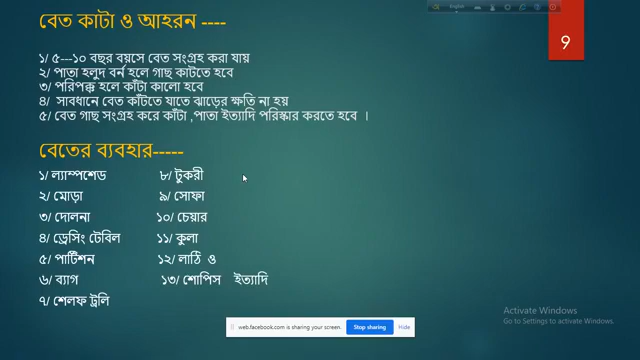 English
9
বেত কাটা ও আহরন ----
১/ ৫---১০ বছর বয়সে বেত সংগ্রহ করা যায়
২/ পাতা হলুদ বর্ন হলে গাছ কাটতে হবে
৩/ পরিপক্ক হলে কাঁটা কালো হবে
৪/ সাবধানে বেত কাঁটতে যাতে ঝাড়ের ক্ষতি না হয়
৫/ বেত গাছ সংগ্রহ করে কাঁটা ,পাতা ইত্যাদি পরিস্কার করতে হবে ।
বেতের ব্যবহার-----
১/ ল্যাম্পশেড ৮/ টুকরী
২/ মোড়া ৯/ সোফা
৩/ দোলনা ১০/ চেয়ার
৪/ ড্রেসিং টেবিল ১১/ কুলা
৫/ পার্টিশন ১২/ লাঠি ও
৬/ ব্যাগ ১৩/ শোপিস ইত্যাদি
৭/ শেলফ ট্রলি
web.facebook.com is sharing your screen. Stop sharing Hide
Activate Windows
Go to Settings to activate Windows.